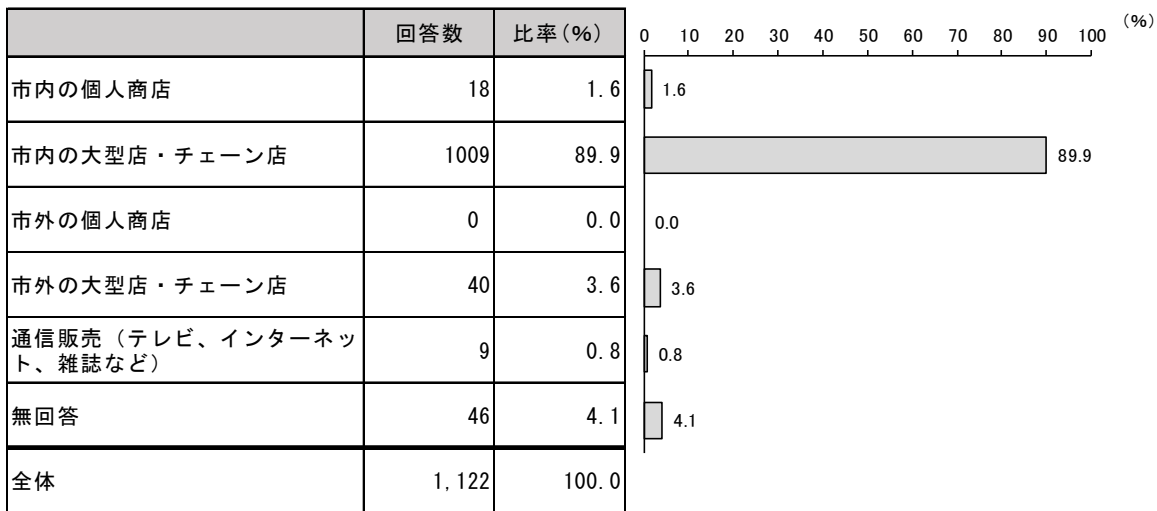 回答数 比率(%)
(%)
0 10 20 30 40 50 60 70 80 90 100
市内の個人商店 18 1.6 1.6
市内の大型店・チェーン店 1009 89.9 89.9
市外の個人商店 0 0.0 0.0
市外の大型店・チェーン店 40 3.6 3.6
通信販売（テレビ、インターネッ
ト、雑誌など） 9 0.8 0.8
無回答 46 4.1 4.1
全体 1,122 100.0